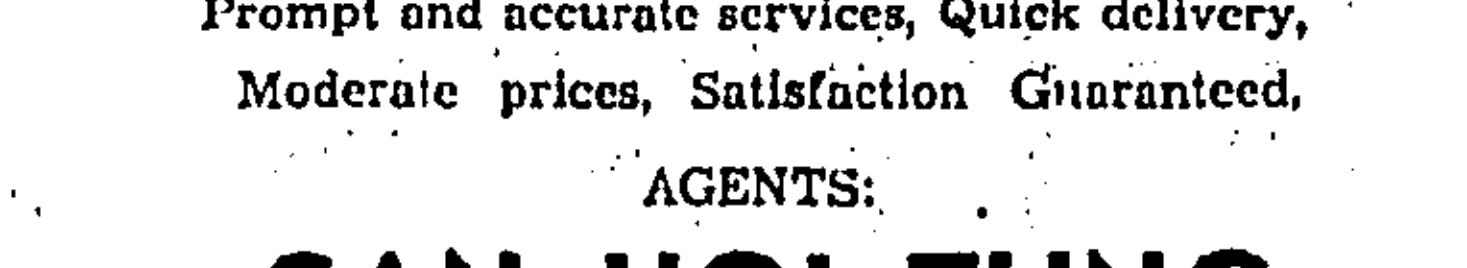 Prompt and accurate services, Quick delivery,
Moderate prices, Satisfaction Guaranteed,
AGENTS: